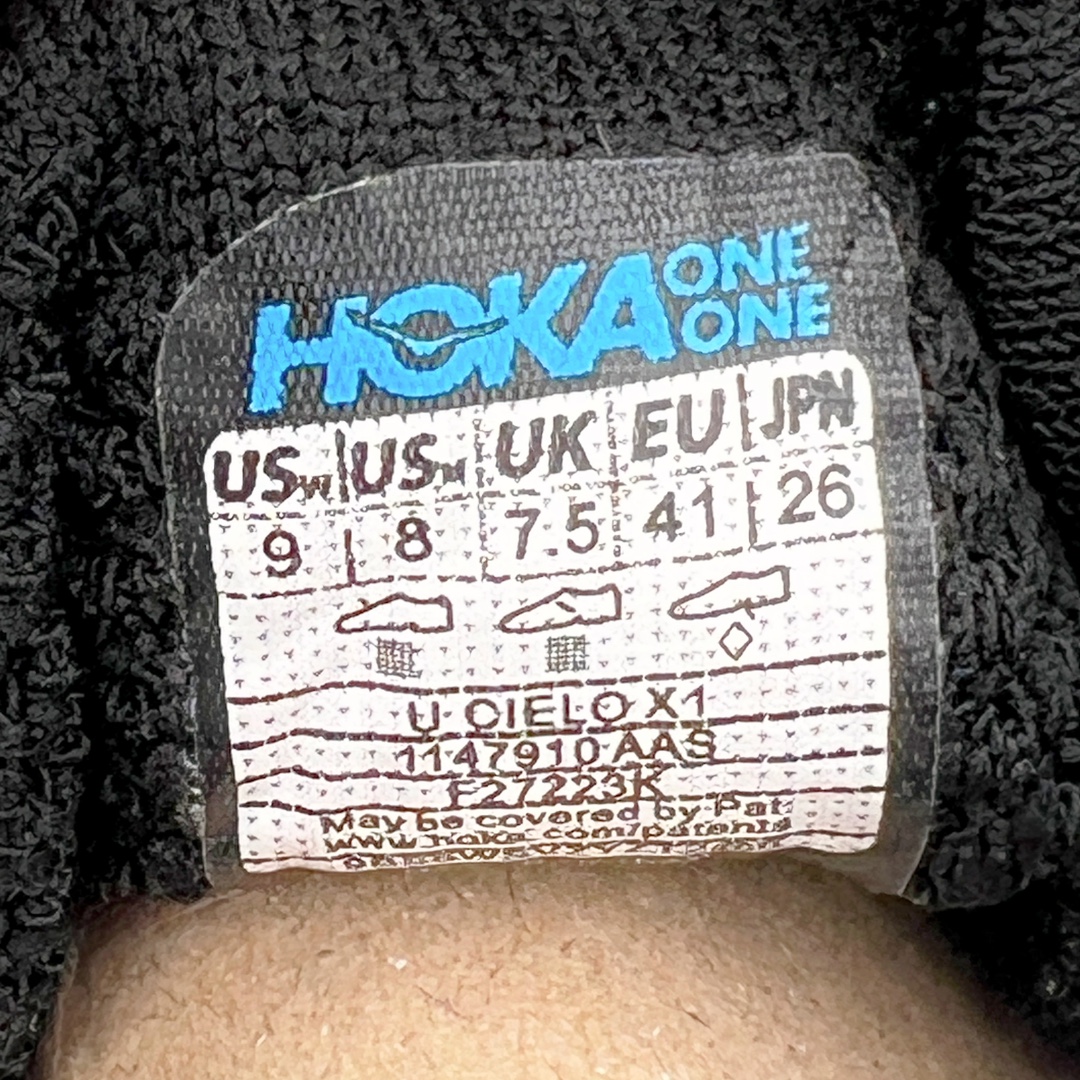 HOKA ONE ONE
USW USM UK EU JPN
9 8 7.5 41 26
U CIELO X1
1147910 AAS
F27223K
May be covered by Pat:
www.hoka.com/patents